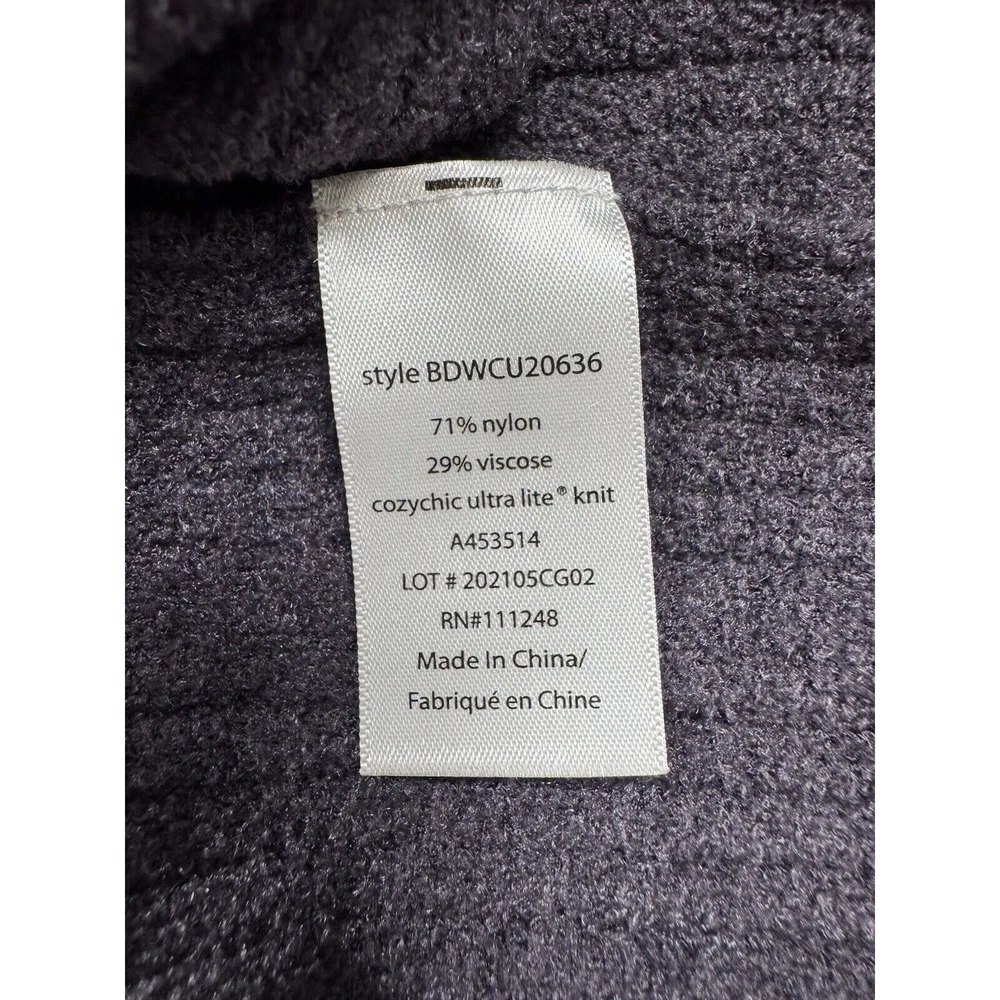 style BDWCU20636
71% nylon
29% viscose
cozychic ultra lite® knit
A453514
LOT # 202105CG02
RN#111248
Made In China/
Fabriqué en Chine